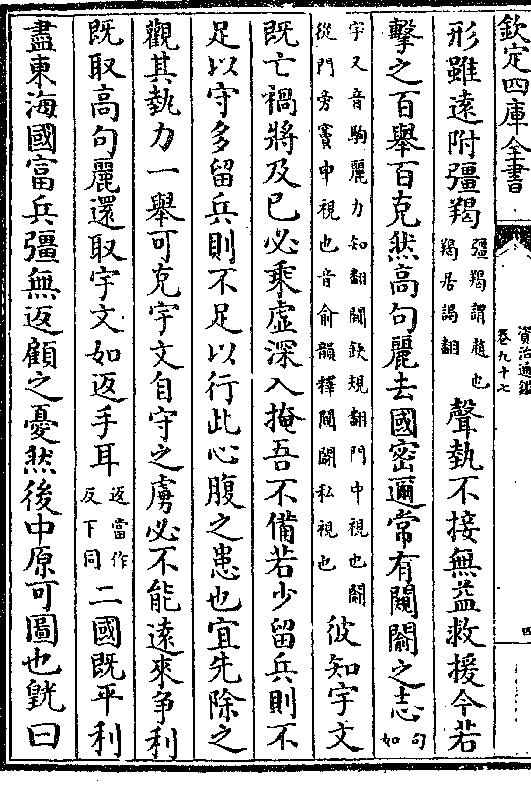 欽定四庫全書
資治通鑑
卷九十七
四
形雖遠附彊羯彊羯謂趙也羯居謁翻聲埶不接無益救援今若
擊之百舉百克然高句麗去國密邇常有闚𨵦之志句如
字又音駒麗力知翻闚缺規翻門中視也𨵦
從門旁竇中視也音俞韻釋闚𨵦私視也彼知宇文
既亡禍將及已必乘虛深入掩吾不備若少留兵則不
足以守多留兵則不足以行此心腹之患也宜先除之
觀其埶力一舉可克宇文自守之虜必不能遠來爭利
既取高句麗還取宇文如返手耳返當作反下同二國既平利
盡東海國富兵彊無返顧之憂然後中原可圖也皝曰